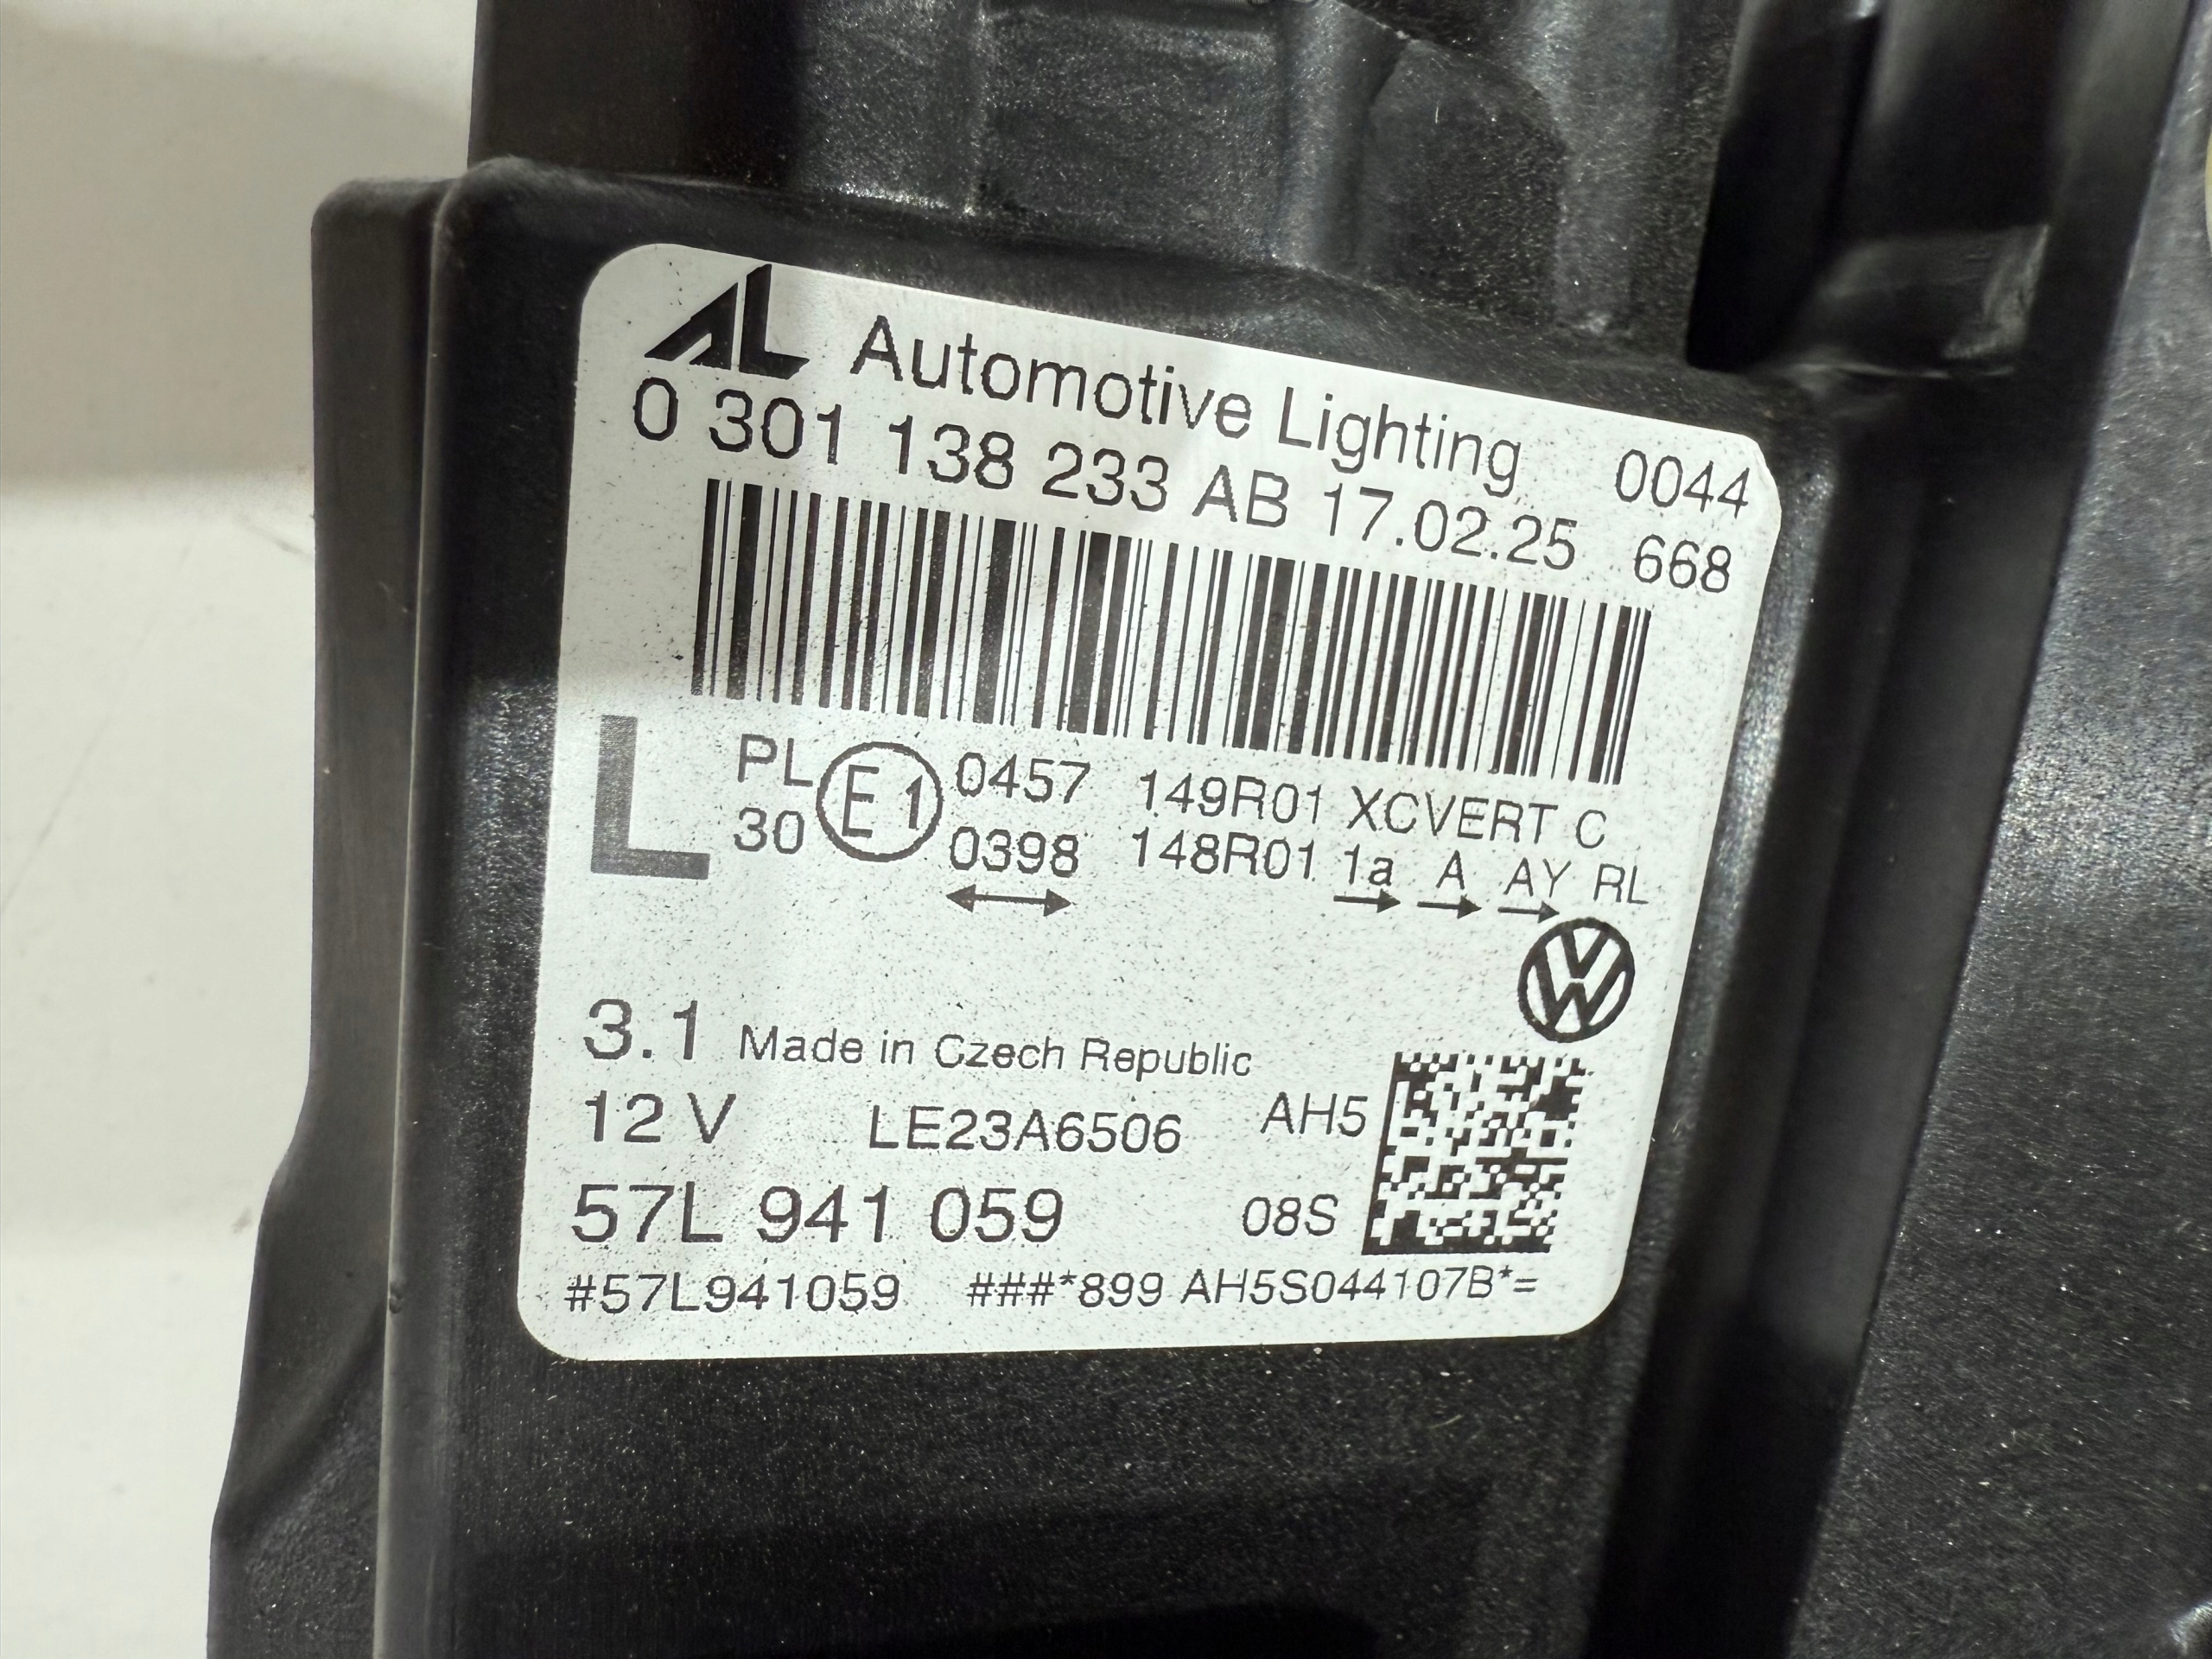 AL Automotive Lighting 0044
0 301 138 233 AB 17.02.25 668
L PL E1 0457 149R01 XCVERT C
30 0398 148R01 1a A AY RL
VW
3.1 Made in Czech Republic
12 V LE23A6506 AH5
57L 941 059 08S
#57L941059 ###*899 AH5S044107B*=